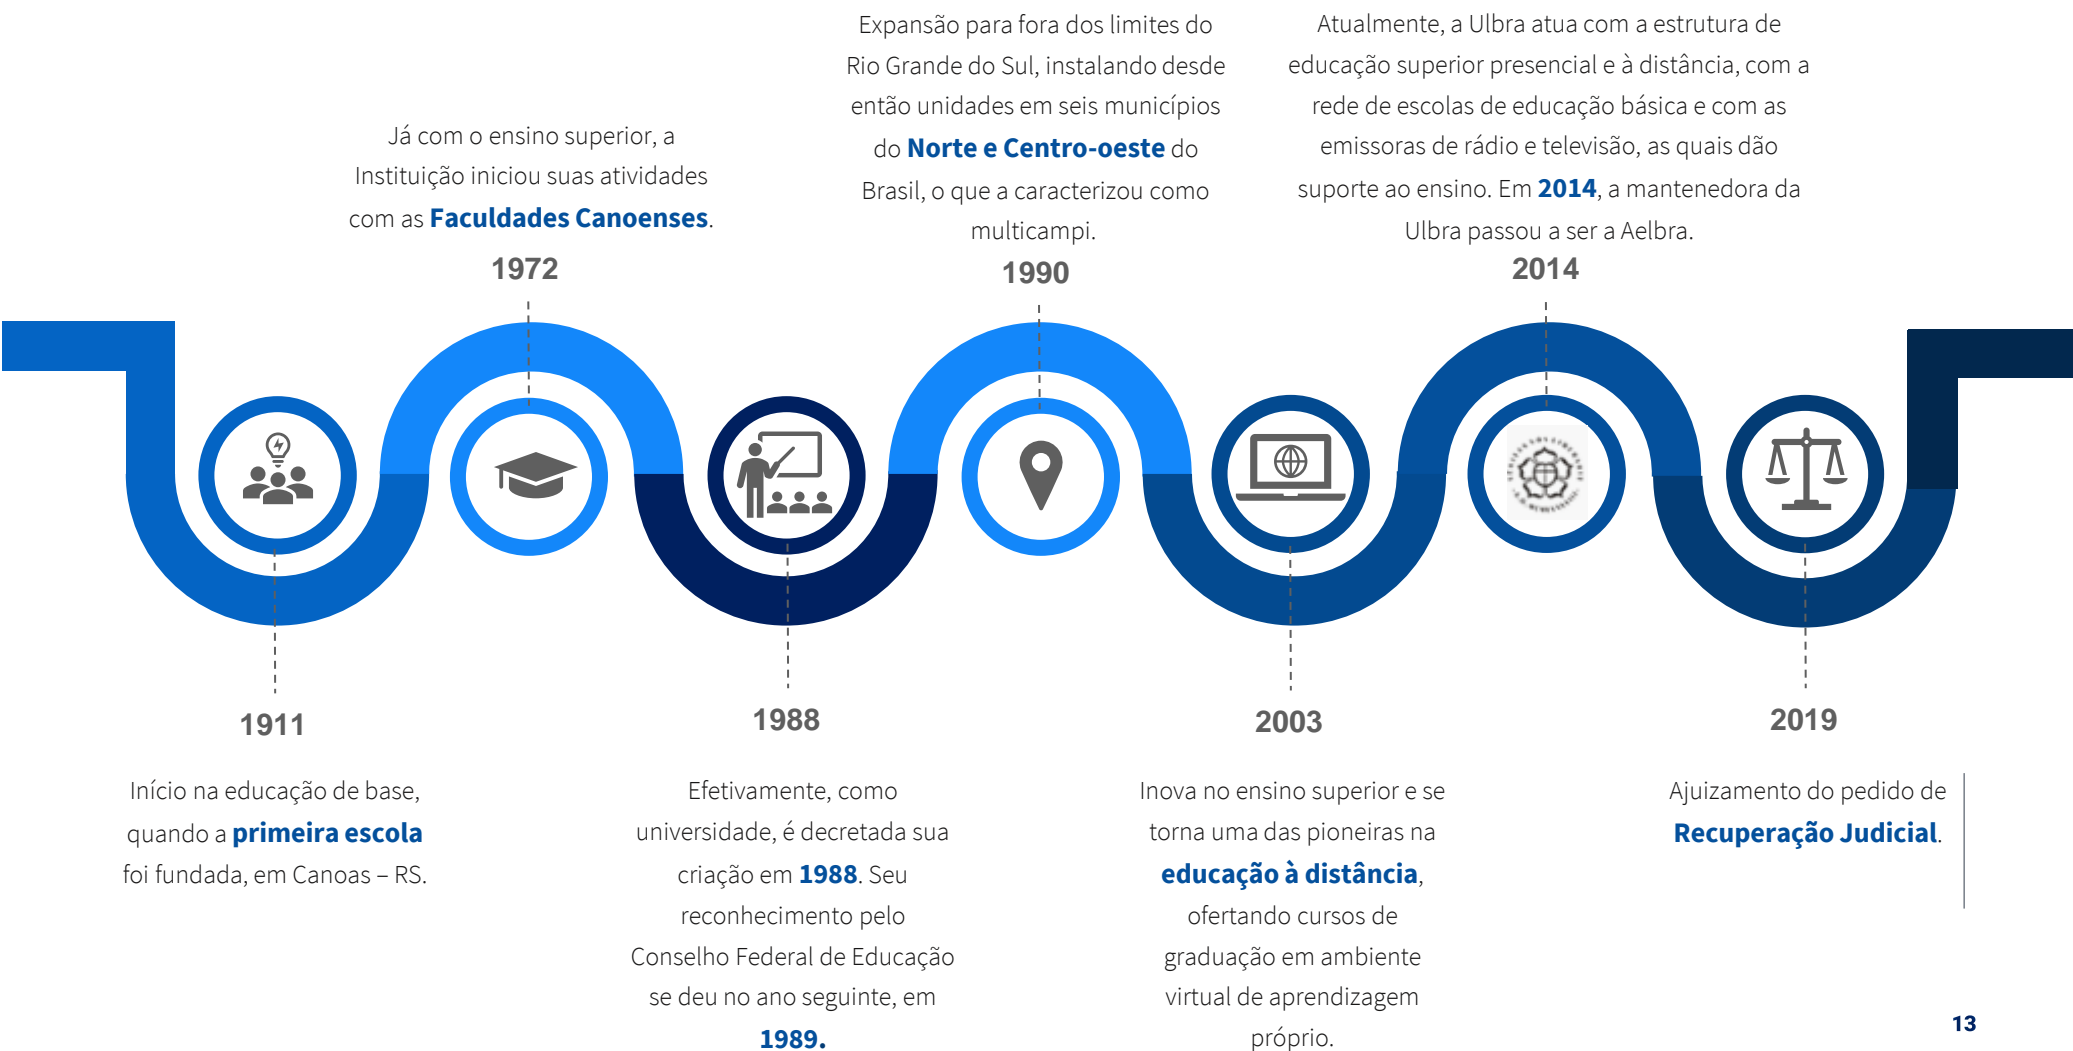 Já com o ensino superior, a
Instituição iniciou suas atividades
com as Faculdades Canoenses.
1972
Expansão para fora dos limites do
Rio Grande do Sul, instalando desde
então unidades em seis municípios
do Norte e Centro-oeste do
Brasil, o que a caracterizou como
multicampi.
1990
Atualmente, a Ulbra atua com a estrutura de
educação superior presencial e à distância, com a
rede de escolas de educação básica e com as
emissoras de rádio e televisão, as quais dão
suporte ao ensino. Em 2014, a mantenedora da
Ulbra passou a ser a Aelbra.
2014
1911
Início na educação de base,
quando a primeira escola
foi fundada, em Canoas – RS.
1988
Efetivamente, como
universidade, é decretada sua
criação em 1988. Seu
reconhecimento pelo
Conselho Federal de Educação
se deu no ano seguinte, em
1989.
2003
Inova no ensino superior e se
torna uma das pioneiras na
educação à distância,
ofertando cursos de
graduação em ambiente
virtual de aprendizagem
próprio.
2019
Ajuizamento do pedido de
Recuperação Judicial.
13